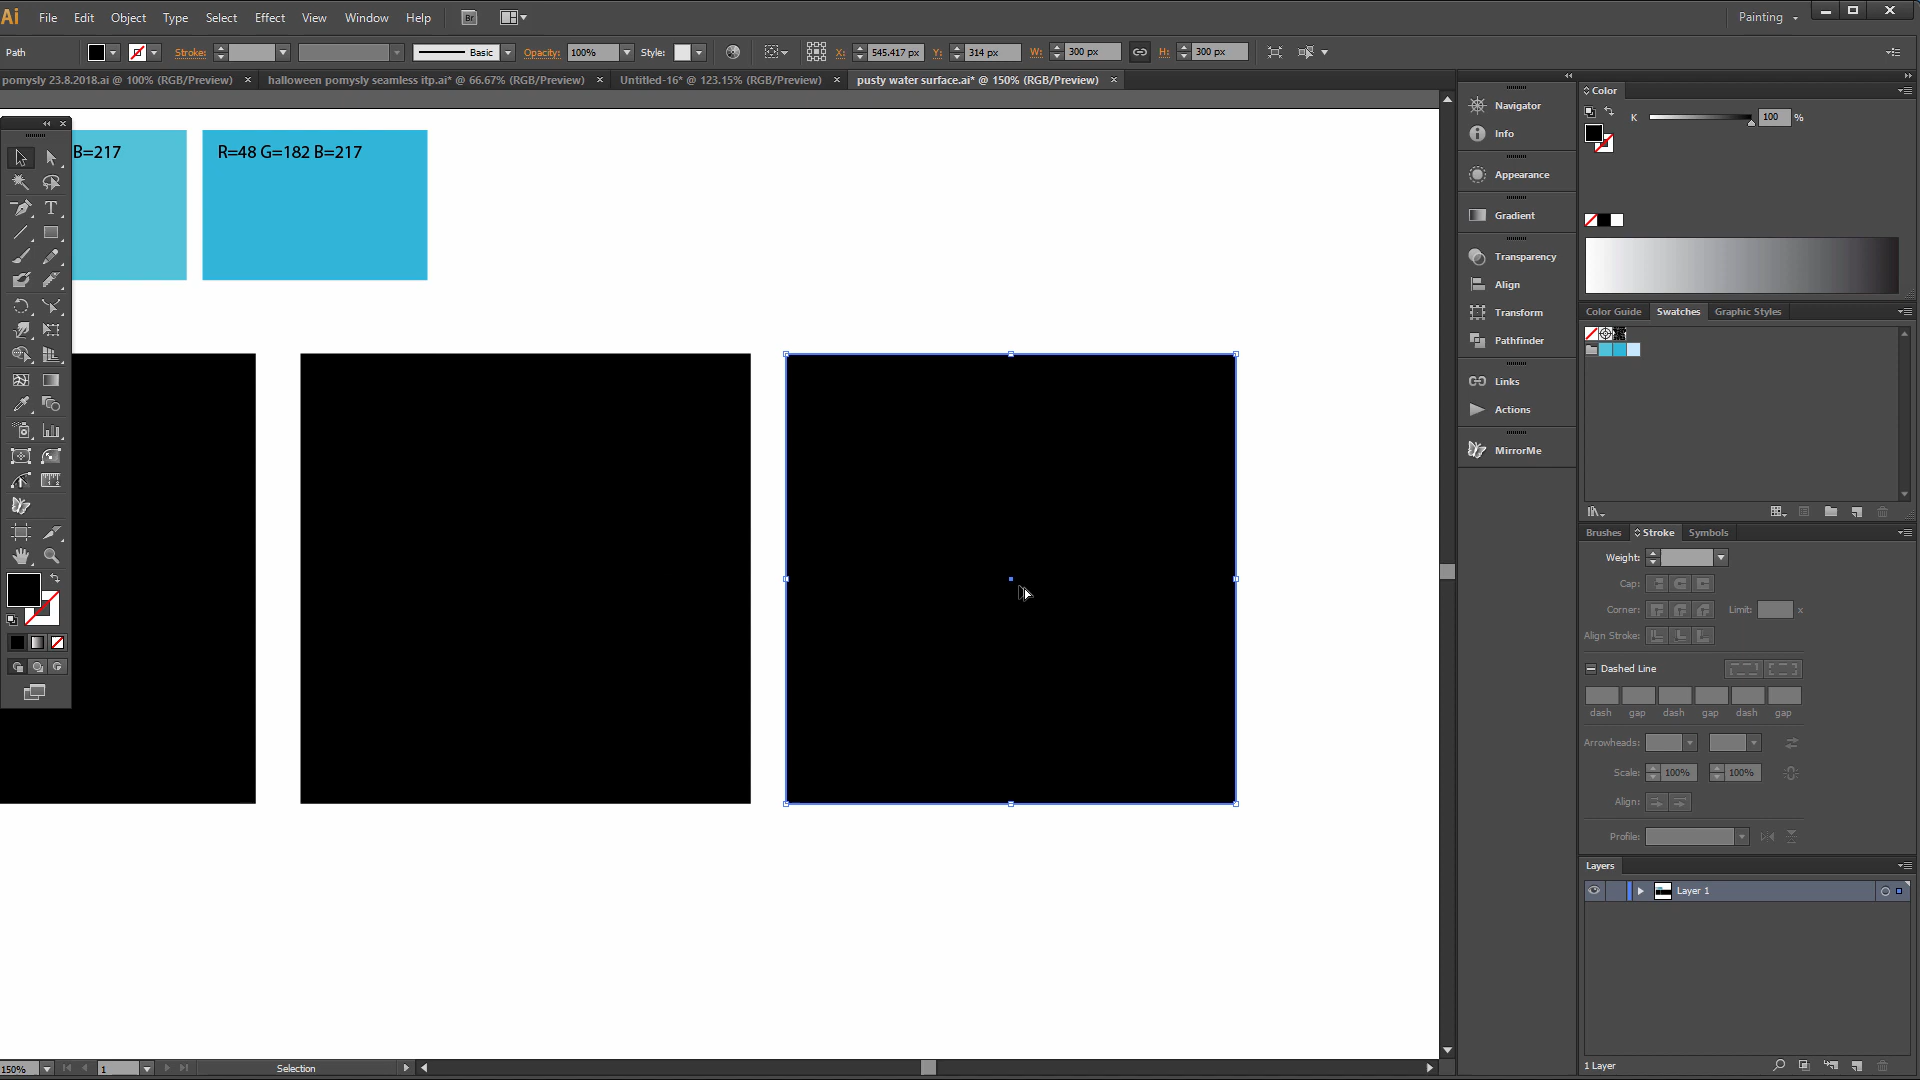 Ai File Edit Object Type Select Effect View Window Help Br Painting
Path Stroke: Basic Opacity: 100% Style: X: 545.417 px Y: 314 px W: 300 px H: 300 px
pomysly 23.8.2018.ai @ 100% (RGB/Preview) × halloween pomysly seamless itp.ai* @ 66.67% (RGB/Preview) × Untitled-16* @ 123.15% (RGB/Preview) × pusty water surface.ai* @ 150% (RGB/Preview) ×
B=217
R=48 G=182 B=217
Navigator
Info
Appearance
Gradient
Transparency
Align
Transform
Pathfinder
Links
Actions
MirrorMe
Color
K 100 %
Color Guide Swatches Graphic Styles
Brushes Stroke Symbols
Weight:
Cap:
Corner: Limit: x
Align Stroke:
Dashed Line
dash gap dash gap dash gap
Arrowheads:
Scale: 100% 100%
Align:
Profile:
Layers
Layer 1
1 Layer
150% 1 Selection